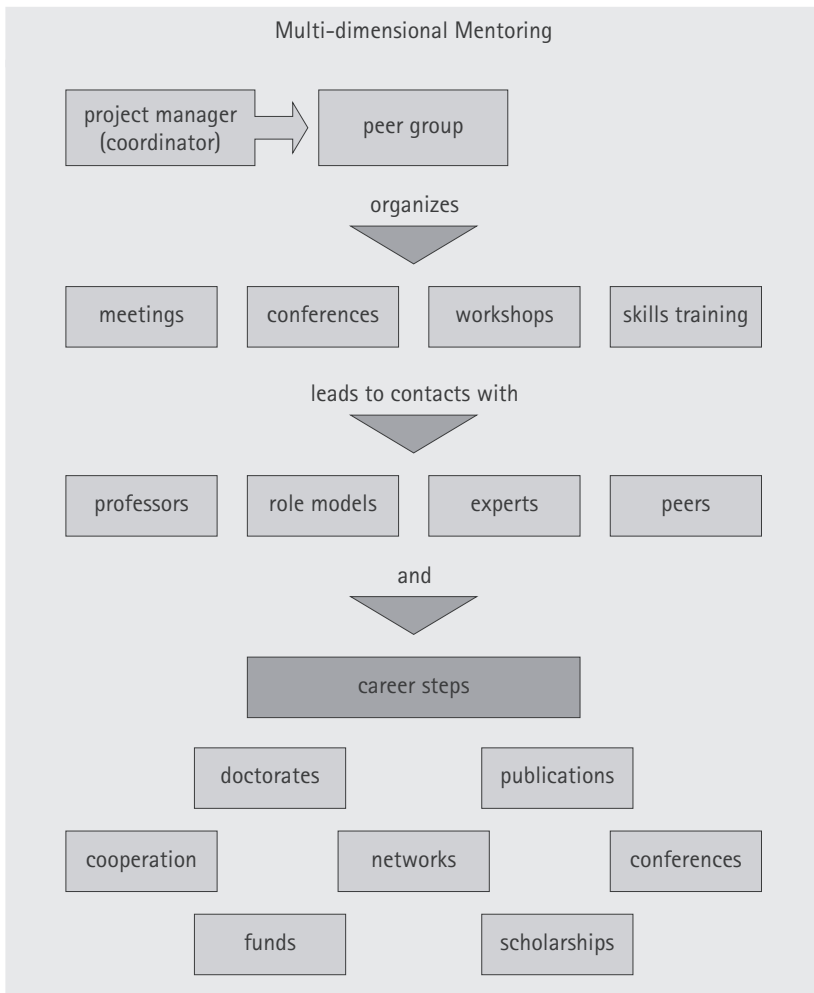 Multi-dimensional Mentoring
project manager
(coordinator)
peer group
organizes
meetings
conferences
workshops
skills training
leads to contacts with
professors
role models
experts
peers
and
career steps
doctorates
publications
cooperation
networks
conferences
funds
scholarships